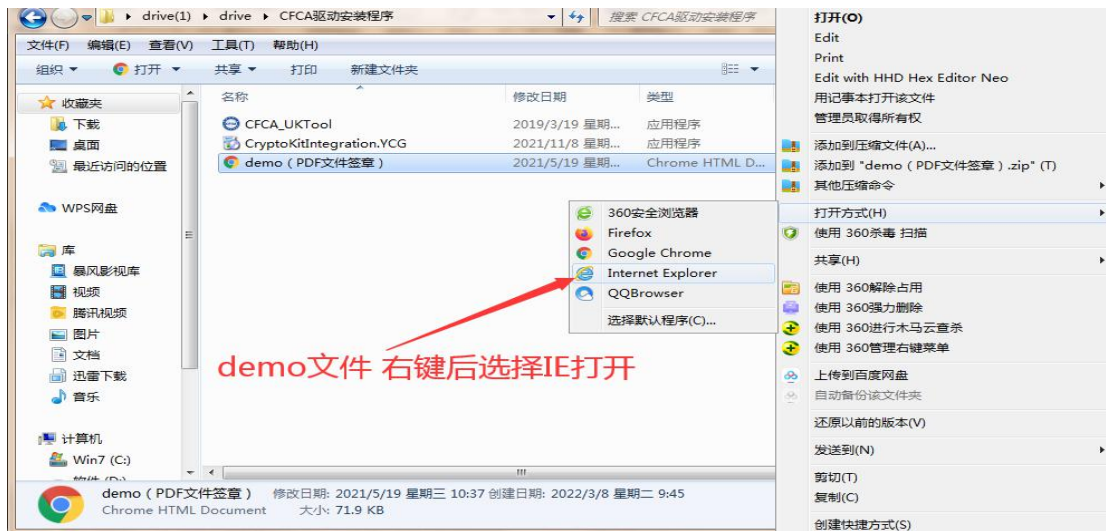 drive(1) ▸ drive ▸ CFCA驱动安装程序
搜索 CFCA驱动安装程序
文件(F) 编辑(E) 查看(V) 工具(T) 帮助(H)
组织 打开 共享 打印 新建文件夹
收藏夹
下载
桌面
最近访问的位置
WPS网盘
库
暴风影视库
视频
腾讯视频
图片
文档
迅雷下载
音乐
计算机
Win7 (C:)
软件 (D:)
名称 修改日期 类型
CFCA_UKTool 2019/3/19 星期... 应用程序
CryptoKitIntegration.YCG 2021/11/8 星期... 应用程序
demo（PDF文件签章） 2021/5/19 星期... Chrome HTML D...
360安全浏览器
Firefox
Google Chrome
Internet Explorer
QQBrowser
选择默认程序(C)...
demo文件 右键后选择IE打开
打开(O)
Edit
Print
Edit with HHD Hex Editor Neo
用记事本打开该文件
管理员取得所有权
添加到压缩文件(A)...
添加到 "demo（PDF文件签章）.zip" (T)
其他压缩命令
打开方式(H)
使用 360杀毒 扫描
共享(H)
使用 360解除占用
使用 360强力删除
使用 360进行木马云查杀
使用 360管理右键菜单
上传到百度网盘
自动备份该文件夹
还原以前的版本(V)
发送到(N)
剪切(T)
复制(C)
创建快捷方式(S)
demo（PDF文件签章） 修改日期: 2021/5/19 星期三 10:37 创建日期: 2022/3/8 星期二 9:45
Chrome HTML Document 大小: 71.9 KB